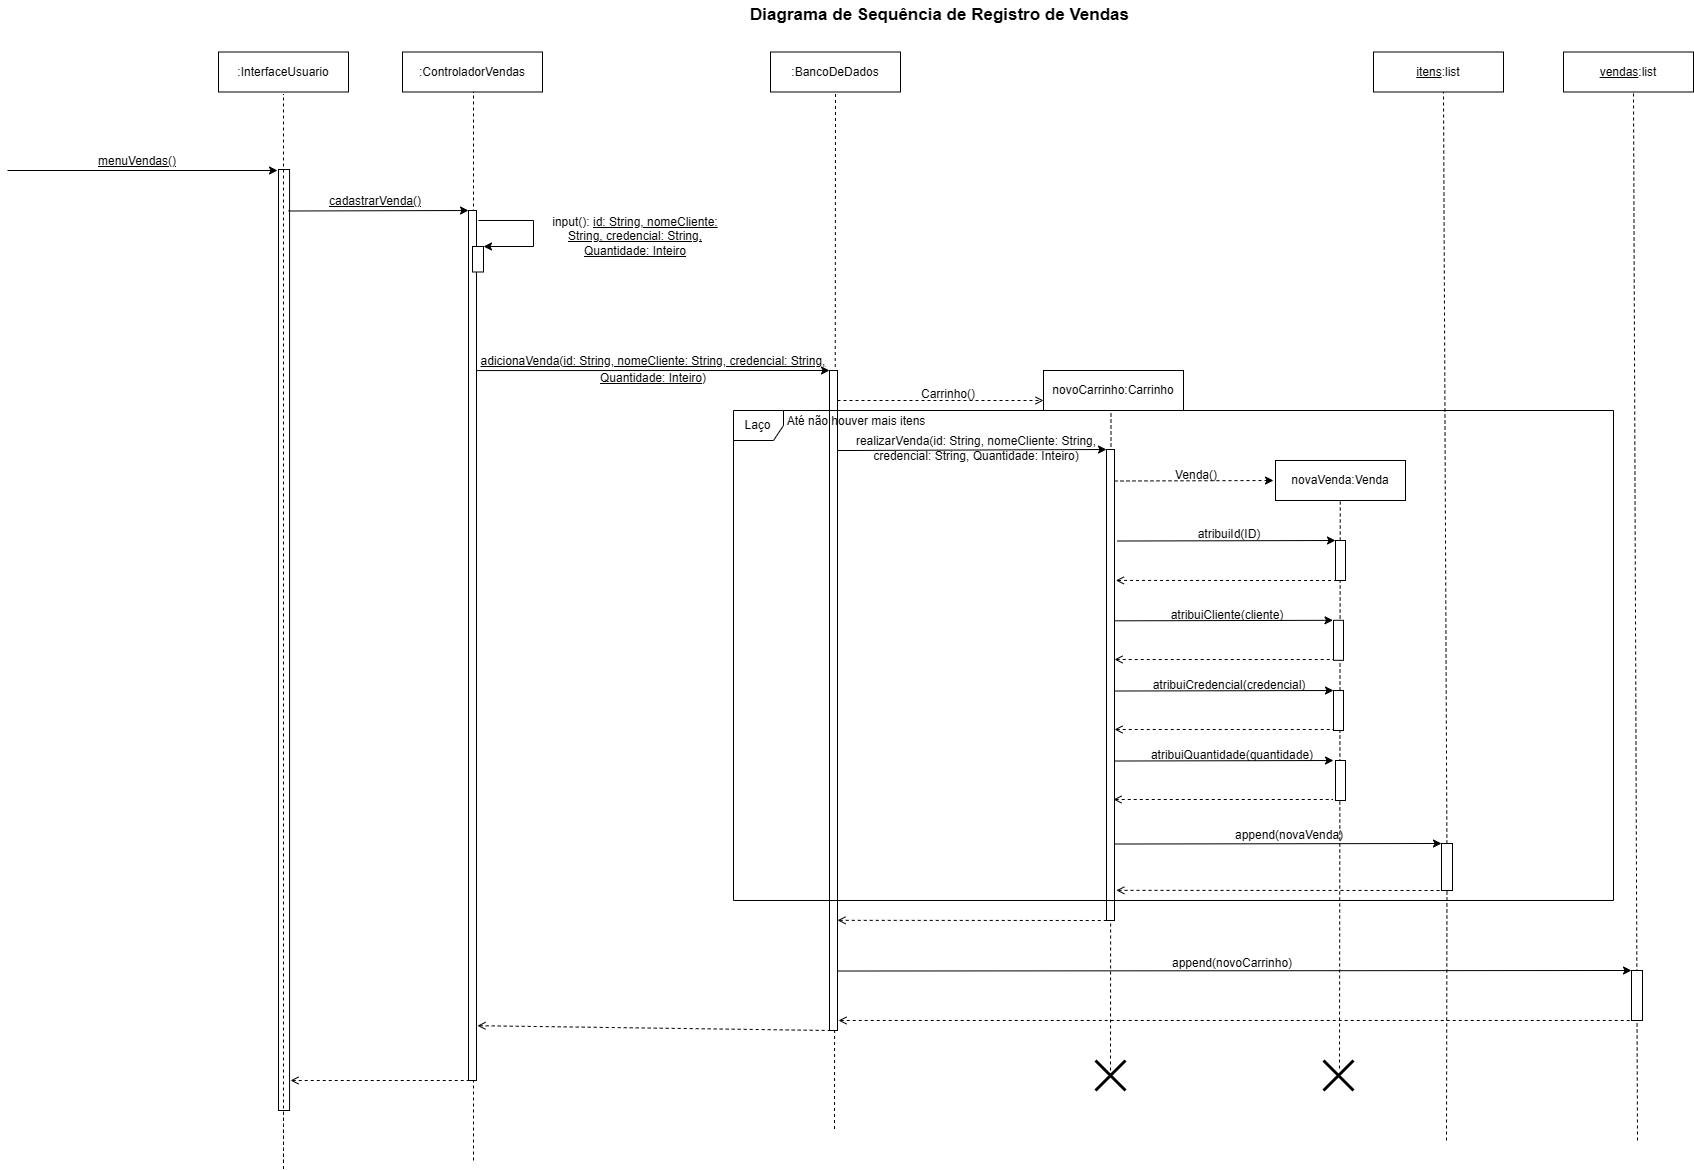 Diagrama de Sequência de Registro de Vendas
:InterfaceUsuario
:ControladorVendas
:BancoDeDados
itens:list
vendas:list
menuVendas()
cadastrarVenda()
input(): id: String, nomeCliente:
String, credencial: String,
Quantidade: Inteiro
adicionaVenda(id: String, nomeCliente: String, credencial: String,
Quantidade: Inteiro)
Carrinho()
novoCarrinho:Carrinho
Laço
Até não houver mais itens
realizarVenda(id: String, nomeCliente: String,
credencial: String, Quantidade: Inteiro)
Venda()
novaVenda:Venda
atribuiId(ID)
atribuiCliente(cliente)
atribuiCredencial(credencial)
atribuiQuantidade(quantidade)
append(novaVenda)
append(novoCarrinho)